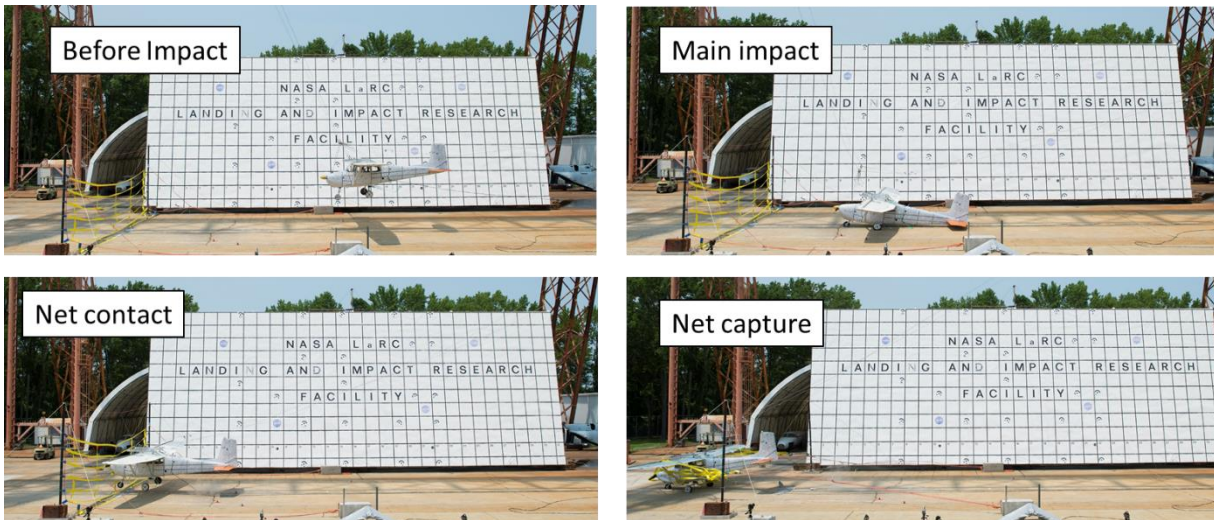 Before Impact
NASA LaRC
LANDING AND IMPACT RESEARCH
FACILITY
Main impact
NASA LaRC
LANDING AND IMPACT RESEARCH
FACILITY
Net contact
NASA LaRC
LANDING AND IMPACT RESEARCH
FACILITY
Net capture
NASA LaRC
LANDING AND IMPACT RESEARCH
FACILITY